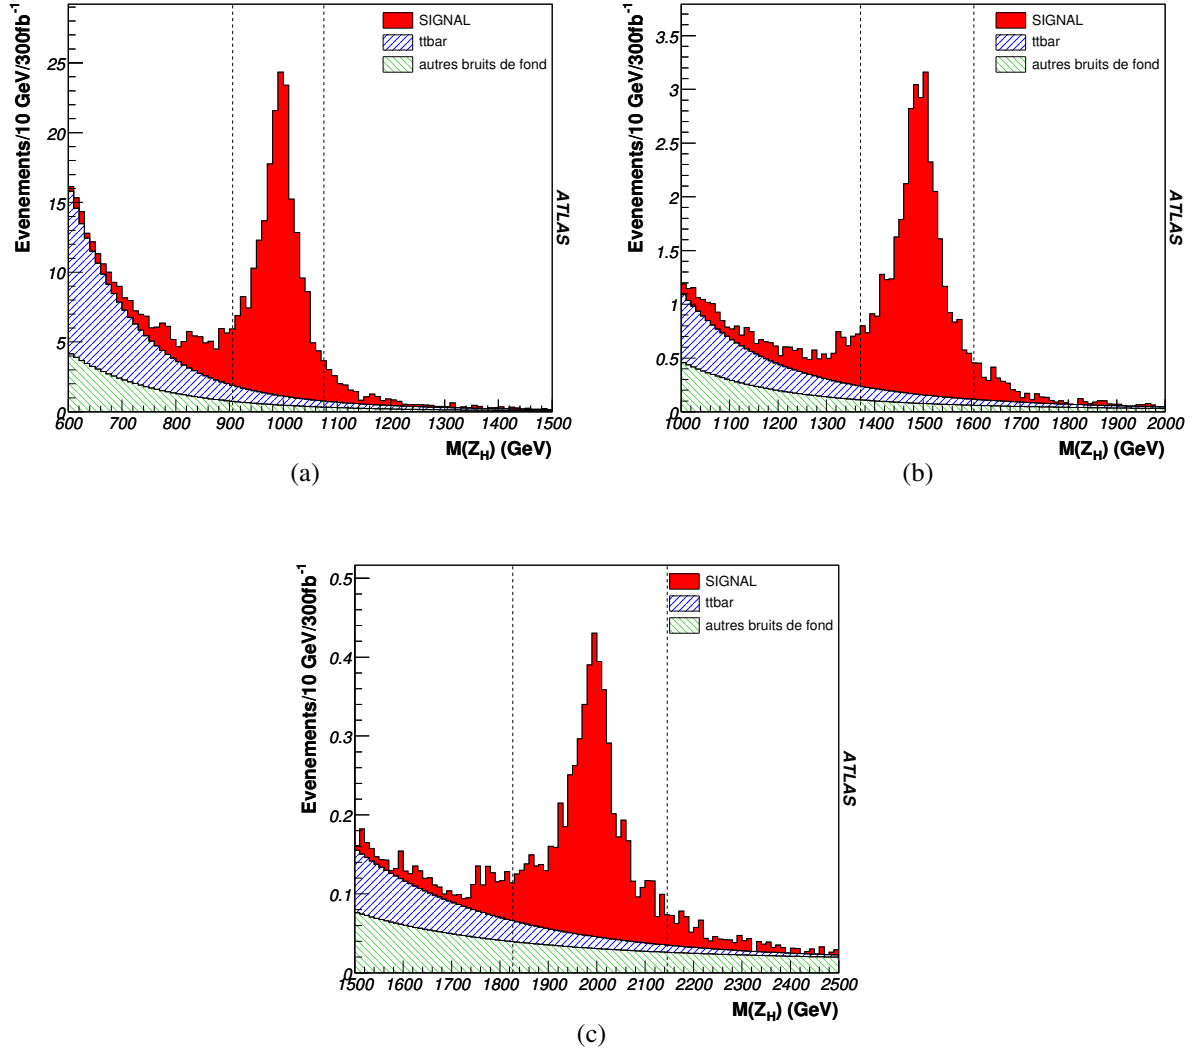 Evenements/10 GeV/300fb-1
25
20
15
10
5
0
600 700 800 900 1000 1100 1200 1300 1400 1500
M(ZH) (GeV)
SIGNAL
ttbar
autres bruits de fond
ATLAS
(a)
Evenements/10 GeV/300fb-1
3.5
3
2.5
2
1.5
1
0.5
0
1000 1100 1200 1300 1400 1500 1600 1700 1800 1900 2000
M(ZH) (GeV)
SIGNAL
ttbar
autres bruits de fond
ATLAS
(b)
Evenements/10 GeV/300fb-1
0.5
0.4
0.3
0.2
0.1
0
1500 1600 1700 1800 1900 2000 2100 2200 2300 2400 2500
M(ZH) (GeV)
SIGNAL
ttbar
autres bruits de fond
ATLAS
(c)